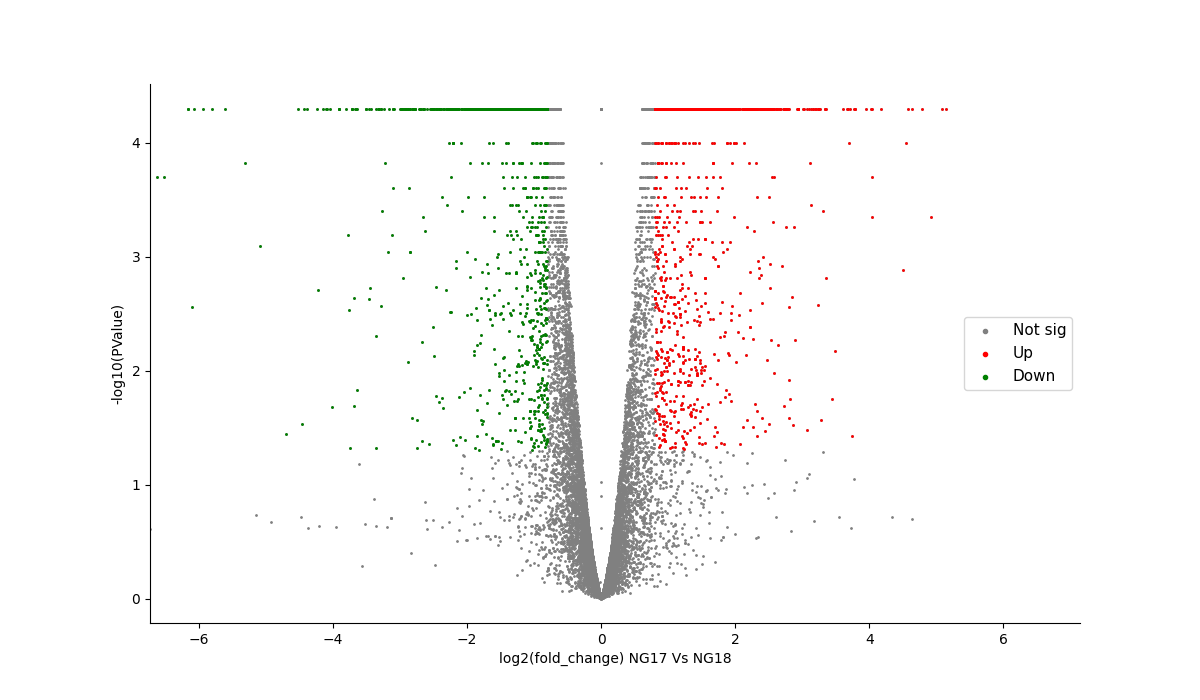 4
3
2
1
0
-log10(PValue)
−6
−4
−2
0
2
4
6
log2(fold_change) NG17 Vs NG18
Not sig
Up
Down